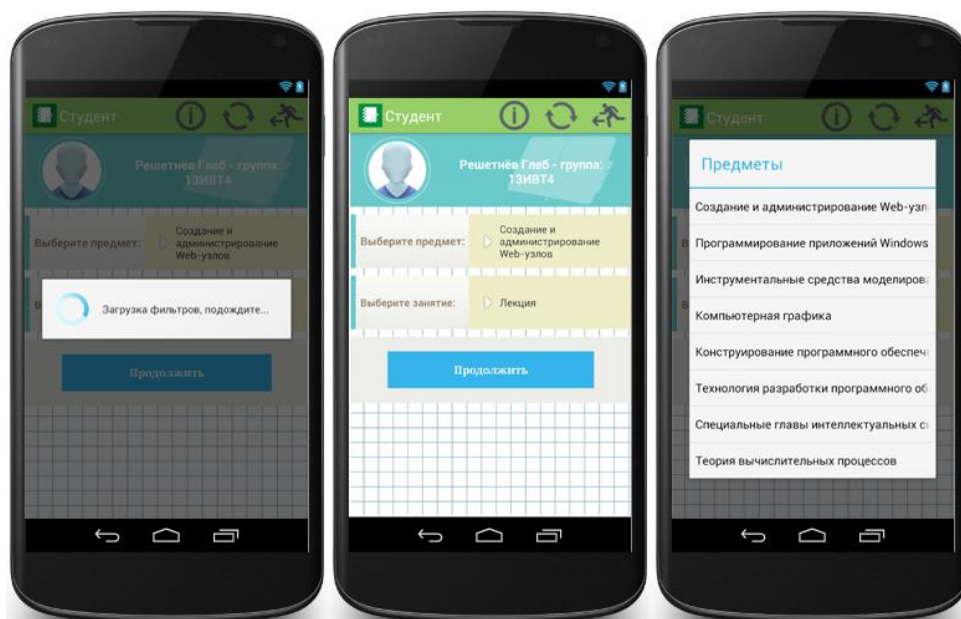 Студент
Решетнёв Глеб - группа:
13ИВТ4
Выберите предмет:
Создание и
администрирование
Web-узлов
Загрузка фильтров, подождите...
Продолжить
Студент
Решетнёв Глеб - группа:
13ИВТ4
Выберите предмет:
Создание и
администрирование
Web-узлов
Выберите занятие:
Лекция
Продолжить
Студент
Предметы
Создание и администрирование Web-узл
Программирование приложений Windows
Инструментальные средства моделирова
Компьютерная графика
Конструирование программного обеспеч
Технология разработки программного об
Специальные главы интеллектуальных с
Теория вычислительных процессов